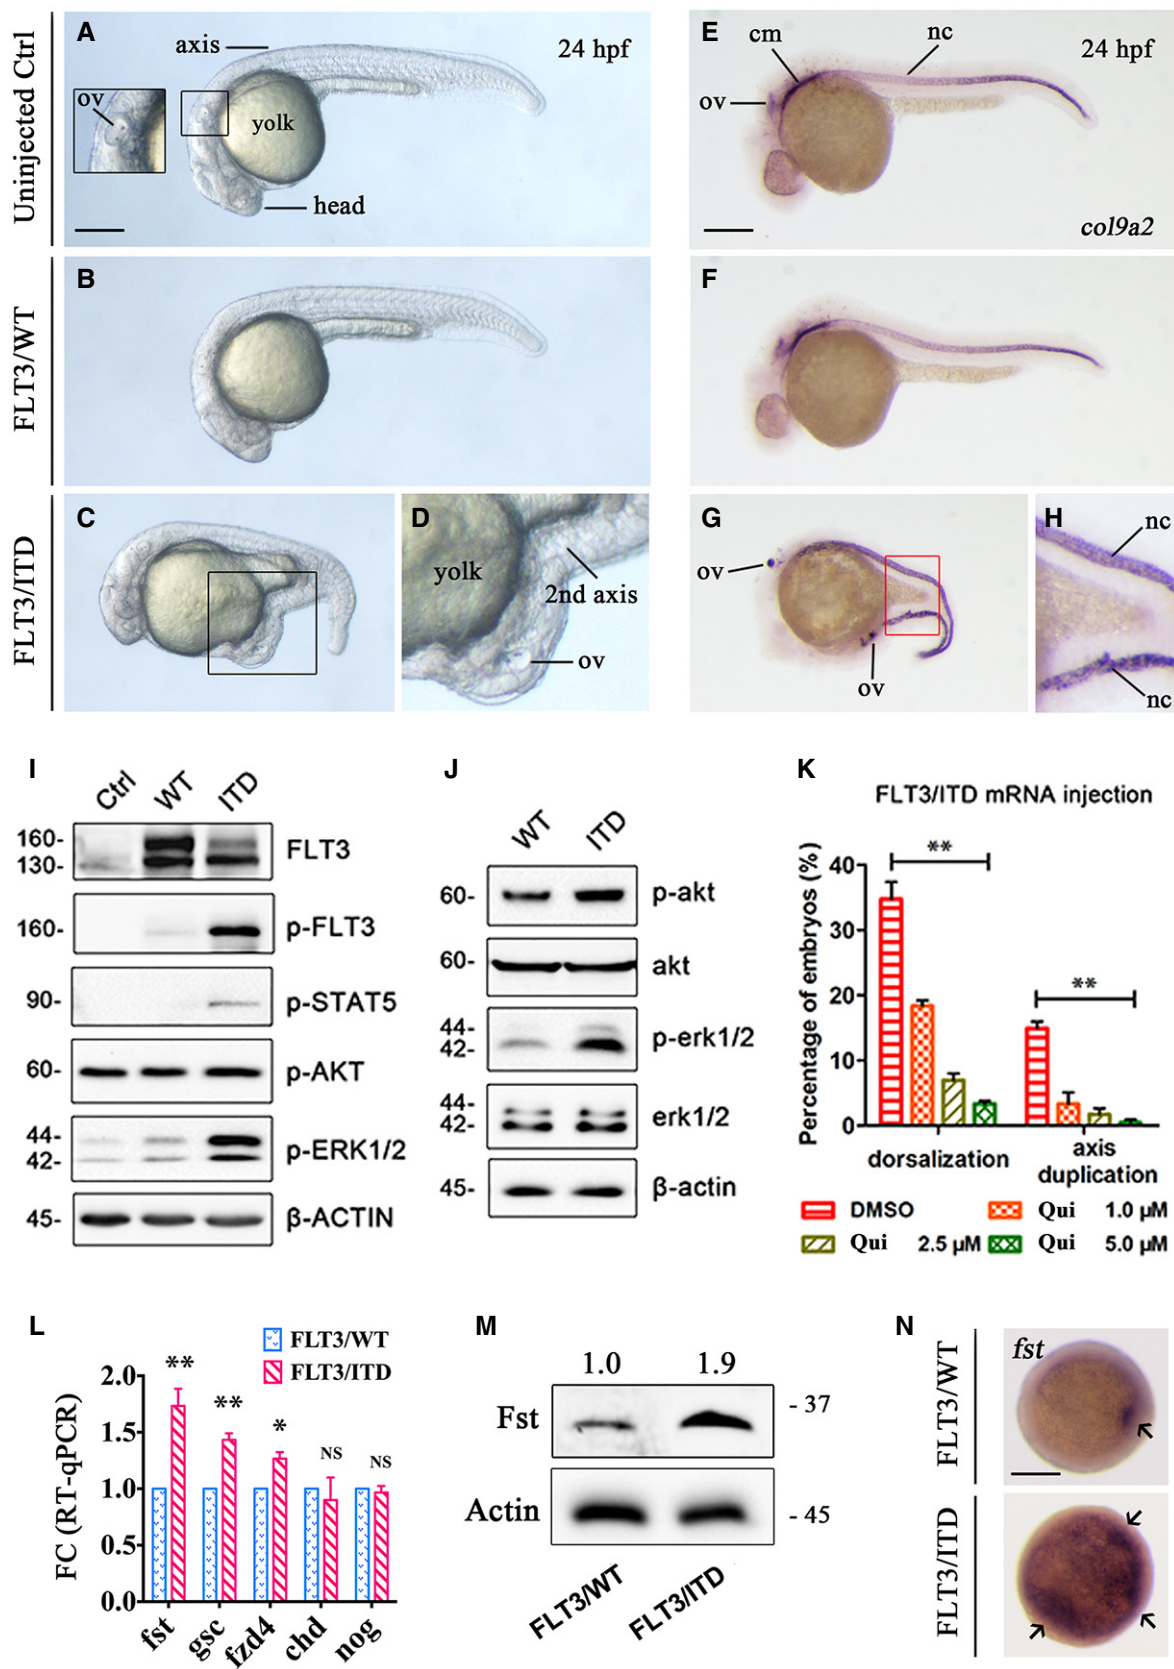 Uninjected Ctrl
A
axis
24 hpf
ov
yolk
head
E
cm
nc
24 hpf
ov
col9a2
FLT3/WT
B
F
FLT3/ITD
C
D
yolk
2nd axis
ov
G
ov
ov
H
nc
nc
I
Ctrl WT ITD
160-
130-
FLT3
160-
p-FLT3
90-
p-STAT5
60-
p-AKT
44-
42-
p-ERK1/2
45-
β-ACTIN
J
WT ITD
60-
p-akt
60-
akt
44-
42-
p-erk1/2
44-
42-
erk1/2
45-
β-actin
K
FLT3/ITD mRNA injection
Percentage of embryos (%)
40
30
20
10
0
**
**
dorsalization
axis
duplication
DMSO
Qui 1.0 µM
Qui 2.5 µM
Qui 5.0 µM
L
FLT3/WT
FLT3/ITD
FC (RT-qPCR)
2.0
1.5
1.0
0.5
0.0
**
**
*
NS
NS
fst
gsc
fzd4
chd
nog
M
1.0 1.9
Fst
- 37
Actin
- 45
FLT3/WT
FLT3/ITD
N
FLT3/WT
fst
FLT3/ITD